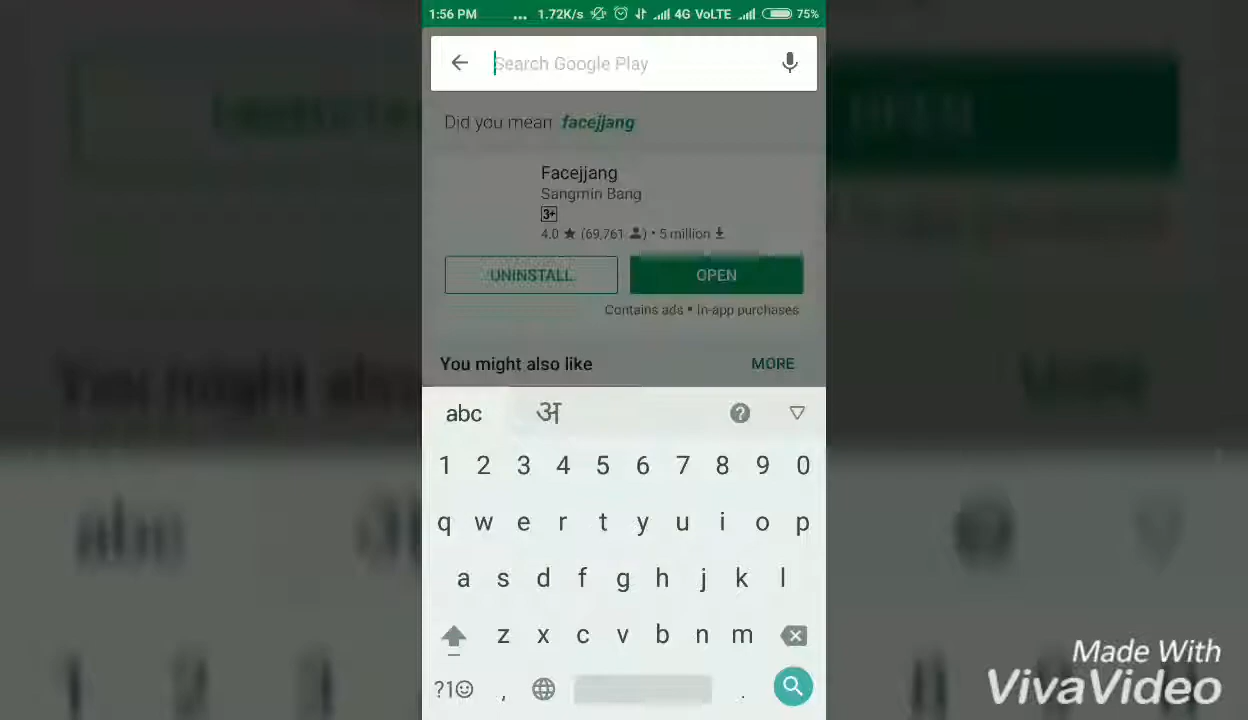 1:56 PM ... 1.72K/s 4G VoLTE 75%
Search Google Play
Did you mean facejjang
Facejjang
Sangmin Bang
3+
4.0 ★ (69,761) • 5 million
UNINSTALL OPEN
Contains ads • In-app purchases
You might also like MORE
abc अ ?
1 2 3 4 5 6 7 8 9 0
q w e r t y u i o p
a s d f g h j k l
z x c v b n m
?1☺ , .
Made With
VivaVideo